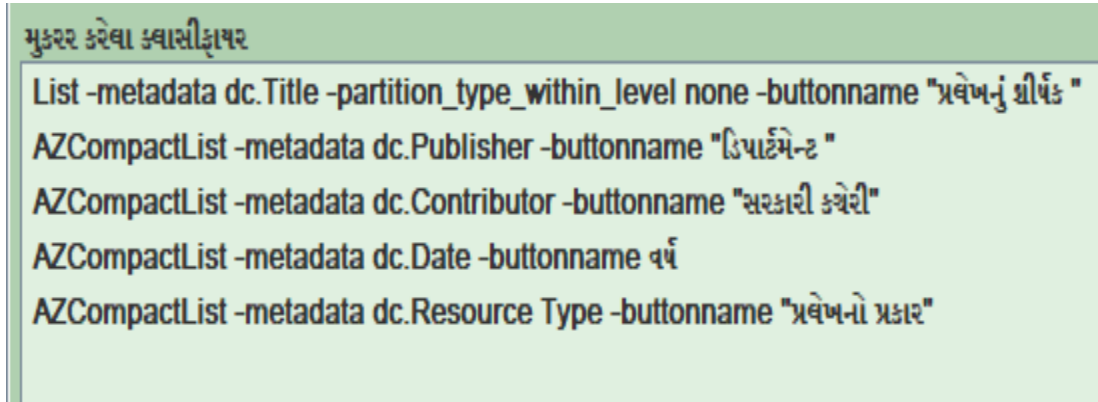 મુકરર કરેલા ક્લાસીફાયર
List -metadata dc.Title -partition_type_within_level none -buttonname "પ્રલેખનું શીર્ષક "
AZCompactList -metadata dc.Publisher -buttonname "ડિપાર્ટમેન્ટ "
AZCompactList -metadata dc.Contributor -buttonname "સરકારી કચેરી"
AZCompactList -metadata dc.Date -buttonname વર્ષ
AZCompactList -metadata dc.Resource Type -buttonname "પ્રલેખનો પ્રકાર"